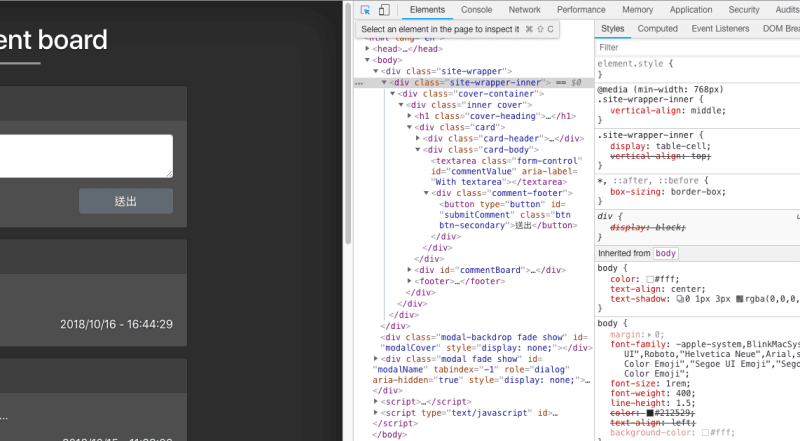 ent board
送出
2018/10/16 - 16:44:29
...
Elements Console Network Performance Memory Application Security Audits
Select an element in the page to inspect it ⌘ ⇧ C
<head>…</head>
<body>
<div class="site-wrapper">
… <div class="site-wrapper-inner"> == $0
<div class="cover-container">
<div class="inner cover">
<h1 class="cover-heading">…</h1>
<div class="card">
<div class="card-header">…</div>
<div class="card-body">
<textarea class="form-control"
id="commentValue" aria-label=
"With textarea"></textarea>
<div class="comment-footer">
<button type="button" id=
"submitComment" class="btn
btn-secondary">送出</button>
</div>
</div>
</div>
<div id="commentBoard">…</div>
<footer>…</footer>
</div>
</div>
</div>
</div>
<div class="modal-backdrop fade show" id=
"modalCover" style="display: none;"></div>
<div class="modal fade show" id=
"modalName" tabindex="-1" role="dialog"
aria-hidden="true" style="display: none;">…
</div>
<script>…</script>
<script type="text/javascript" id>…
</script>
</body>
Styles Computed Event Listeners DOM Brea
Filter
element.style {
}
@media (min-width: 768px)
.site-wrapper-inner {
vertical-align: middle;
}
.site-wrapper-inner {
display: table-cell;
vertical-align: top;
}
*, ::after, ::before {
box-sizing: border-box;
}
div { u
display: block;
}
Inherited from body
body {
color: #fff;
text-align: center;
text-shadow: 0 1px 3px rgba(0,0,0,
}
body {
margin: 0;
font-family: -apple-system,BlinkMacSys
UI",Roboto,"Helvetica Neue",Arial,s
Color Emoji","Segoe UI Emoji","Sego
Color Emoji";
font-size: 1rem;
font-weight: 400;
line-height: 1.5;
color: #212529;
text-align: left;
background-color: #fff;